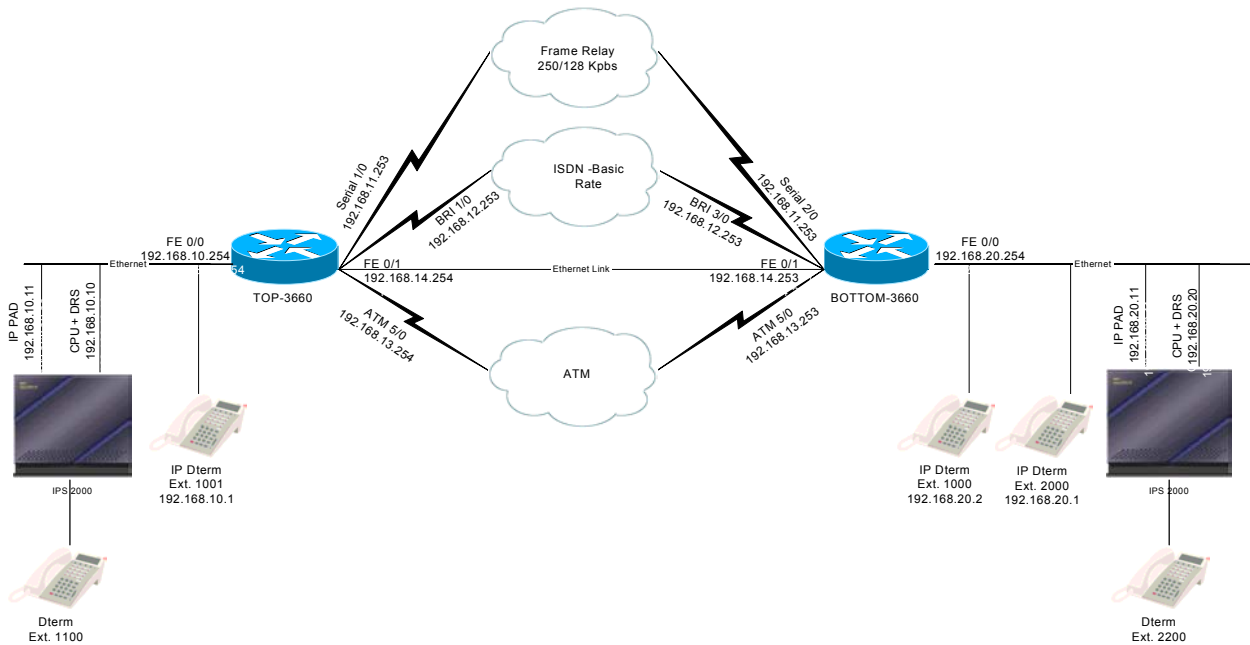 Frame Relay
250/128 Kpbs
ISDN -Basic
Rate
Serial 1/0
192.168.11.253
BRI 1/0
192.168.12.253
Serial 2/0
192.168.11.253
BRI 3/0
192.168.12.253
FE 0/0
192.168.10.254
Ethernet
54
TOP-3660
FE 0/1
192.168.14.254
Ethernet Link
FE 0/1
192.168.14.253
BOTTOM-3660
FE 0/0
192.168.20.254
Ethernet
ATM 5/0
192.168.13.254
ATM
ATM 5/0
192.168.13.253
IP PAD
192.168.10.11
CPU + DRS
192.168.10.10
IP PAD
192.168.20.11
CPU + DRS
192.168.20.20
IPS 2000
IP Dterm
Ext. 1001
192.168.10.1
IP Dterm
Ext. 1000
192.168.20.2
IP Dterm
Ext. 2000
192.168.20.1
IPS 2000
Dterm
Ext. 1100
Dterm
Ext. 2200